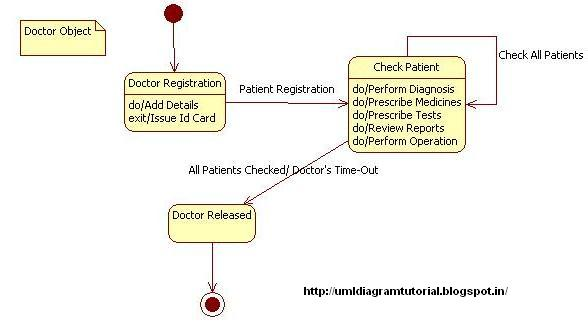 Doctor Object
Doctor Registration
do/Add Details
exit/Issue Id Card
Patient Registration
Check Patient
do/Perform Diagnosis
do/Prescribe Medicines
do/Prescribe Tests
do/Review Reports
do/Perform Operation
Check All Patients
All Patients Checked/ Doctor's Time-Out
Doctor Released
http://umldiagramtutorial.blogspot.in/